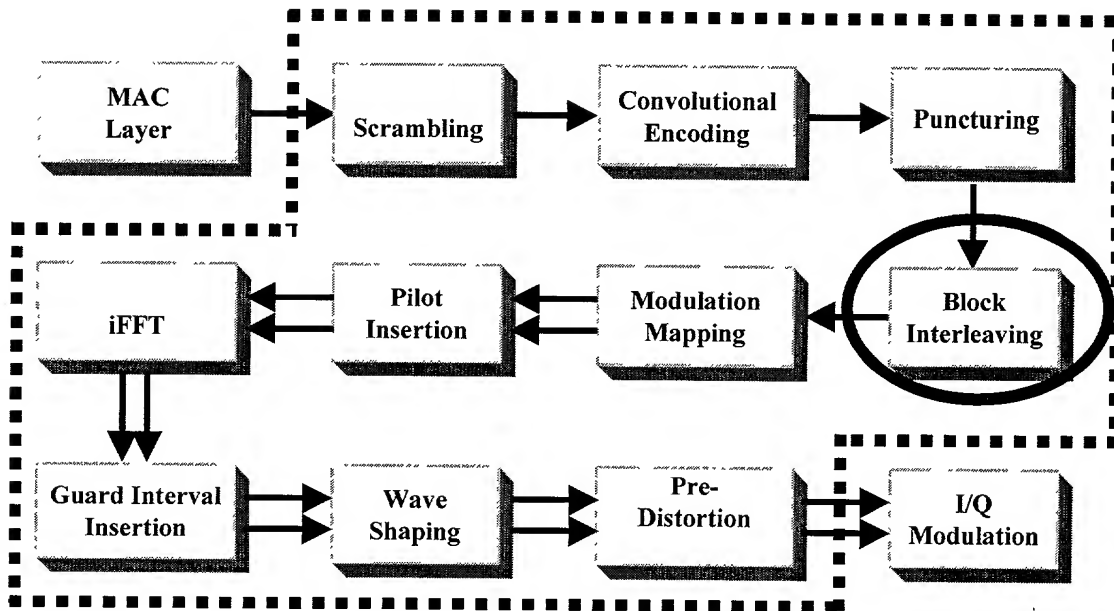 MAC
Layer
Scrambling
Convolutional
Encoding
Puncturing
iFFT
Pilot
Insertion
Modulation
Mapping
Block
Interleaving
Guard Interval
Insertion
Wave
Shaping
Pre-
Distortion
I/Q
Modulation